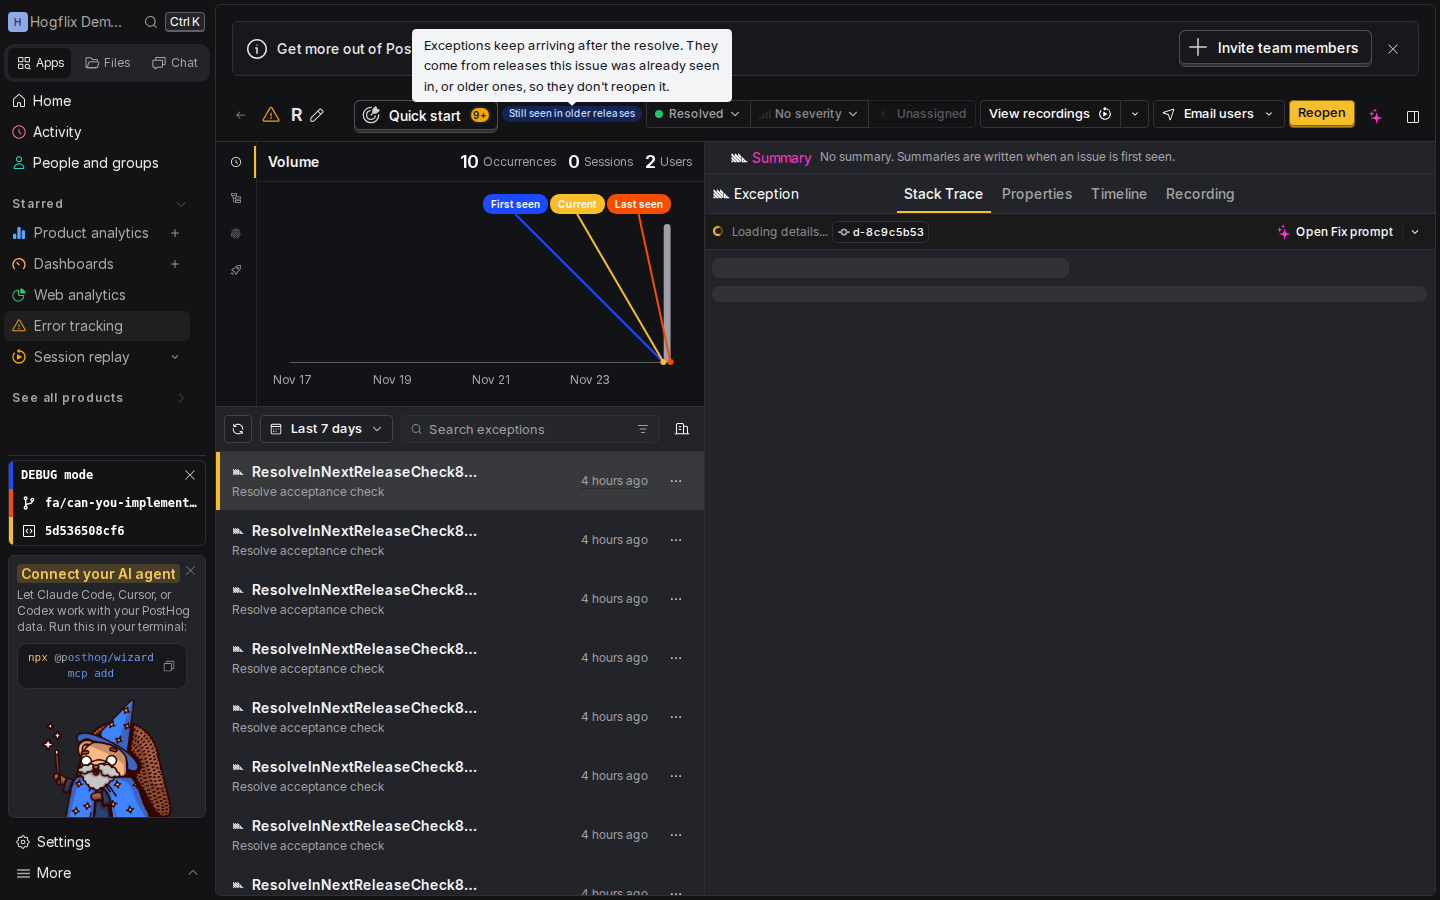 H Hogflix Dem... Ctrl K
Apps Files Chat
Home
Activity
People and groups
Starred
Product analytics
Dashboards
Web analytics
Error tracking
Session replay
See all products
DEBUG mode
fa/can-you-implement...
5d536508cf6
Connect your AI agent
Let Claude Code, Cursor, or
Codex work with your PostHog
data. Run this in your terminal:
npx @posthog/wizard
mcp add
Settings
More
Get more out of Pos
Exceptions keep arriving after the resolve. They
come from releases this issue was already seen
in, or older ones, so they don't reopen it.
Invite team members
R
Quick start 9+
Still seen in older releases
Resolved
No severity
Unassigned
View recordings
Email users
Reopen
Volume 10 Occurrences 0 Sessions 2 Users
First seen Current Last seen
Nov 17 Nov 19 Nov 21 Nov 23
Last 7 days Search exceptions
ResolveInNextReleaseCheck8...
Resolve acceptance check 4 hours ago
ResolveInNextReleaseCheck8...
Resolve acceptance check 4 hours ago
ResolveInNextReleaseCheck8...
Resolve acceptance check 4 hours ago
ResolveInNextReleaseCheck8...
Resolve acceptance check 4 hours ago
ResolveInNextReleaseCheck8...
Resolve acceptance check 4 hours ago
ResolveInNextReleaseCheck8...
Resolve acceptance check 4 hours ago
ResolveInNextReleaseCheck8...
Resolve acceptance check 4 hours ago
ResolveInNextReleaseCheck8...
4 hours ago
Summary No summary. Summaries are written when an issue is first seen.
Exception Stack Trace Properties Timeline Recording
Loading details... d-8c9c5b53 Open Fix prompt